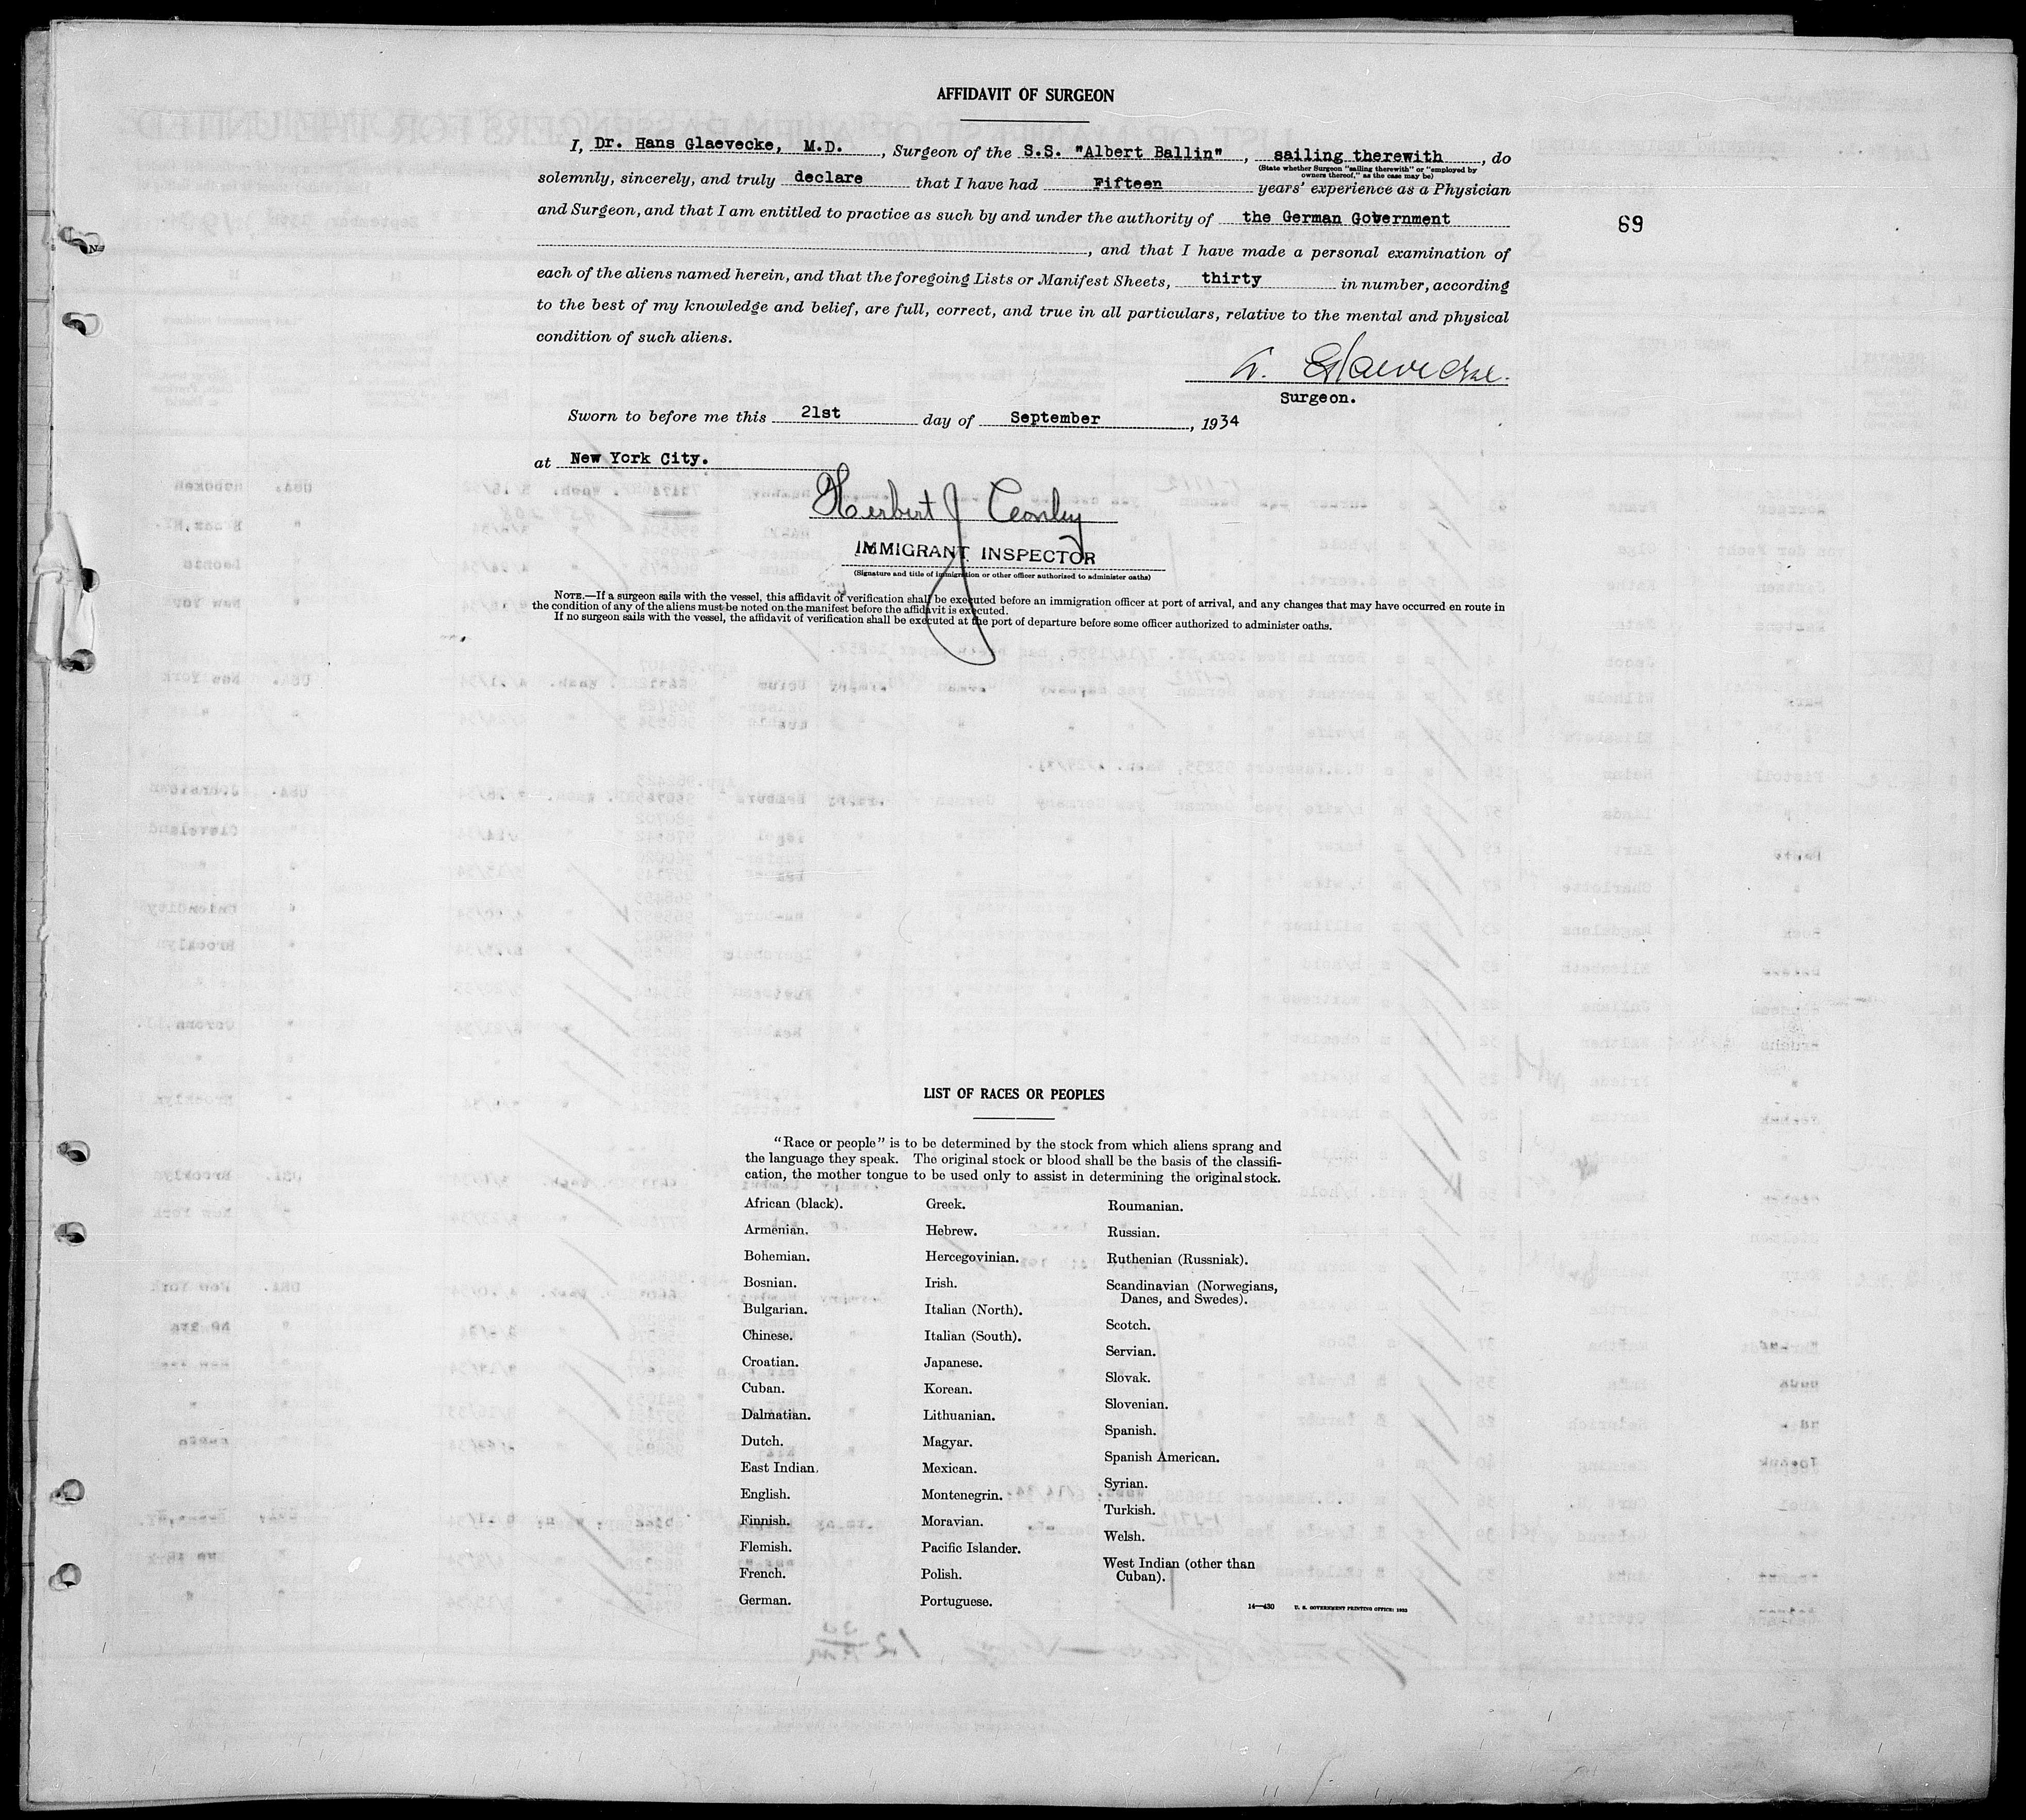 AFFIDAVIT OF SURGEON
I, Dr. Hans Glaevecke, M.D. , Surgeon of the S.S. "Albert Ballin" , sailing therewith , do
(State whether Surgeon "sailing therewith" or "employed by
owners thereof," as the case may be)
solemnly, sincerely, and truly declare that I have had Fifteen years' experience as a Physician
and Surgeon, and that I am entitled to practice as such by and under the authority of the German Government
69
, and that I have made a personal examination of
each of the aliens named herein, and that the foregoing Lists or Manifest Sheets, thirty in number, according
to the best of my knowledge and belief, are full, correct, and true in all particulars, relative to the mental and physical
condition of such aliens.
Glaevecke.
Surgeon.
Sworn to before me this 21st day of September , 1934
at New York City.
Herbert J
IMMIGRANT INSPECTOR
(Signature and title of immigration or other officer authorized to administer oaths)
NOTE.—If a surgeon sails with the vessel, this affidavit of verification shall be executed before an immigration officer at port of arrival, and any changes that may have occurred en route in
the condition of any of the aliens must be noted on the manifest before the affidavit is executed.
If no surgeon sails with the vessel, the affidavit of verification shall be executed at the port of departure before some officer authorized to administer oaths.
LIST OF RACES OR PEOPLES
"Race or people" is to be determined by the stock from which aliens sprang and
the language they speak. The original stock or blood shall be the basis of the classifi-
cation, the mother tongue to be used only to assist in determining the original stock.
African (black).
Armenian.
Bohemian.
Bosnian.
Bulgarian.
Chinese.
Croatian.
Cuban.
Dalmatian.
Dutch.
East Indian.
English.
Finnish.
Flemish.
French.
German.
Greek.
Hebrew.
Hercegovinian.
Irish.
Italian (North).
Italian (South).
Japanese.
Korean.
Lithuanian.
Magyar.
Mexican.
Montenegrin.
Moravian.
Pacific Islander.
Polish.
Portuguese.
Roumanian.
Russian.
Ruthenian (Russniak).
Scandinavian (Norwegians,
Danes, and Swedes).
Scotch.
Servian.
Slovak.
Slovenian.
Spanish.
Spanish American.
Syrian.
Turkish.
Welsh.
West Indian (other than
Cuban).
14—430 U. S. GOVERNMENT PRINTING OFFICE: 1933